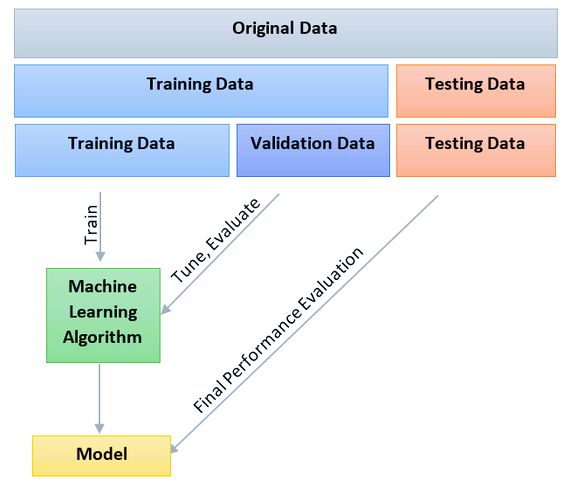 Original Data
Training Data
Testing Data
Training Data
Validation Data
Testing Data
Train
Tune, Evaluate
Final Performance Evaluation
Machine
Learning
Algorithm
Model